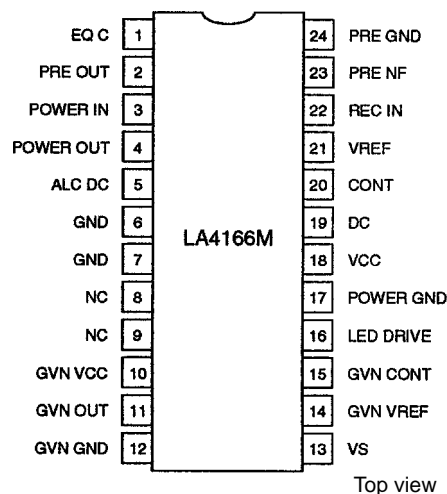 EQ C 1 24 PRE GND
PRE OUT 2 23 PRE NF
POWER IN 3 22 REC IN
POWER OUT 4 21 VREF
ALC DC 5 20 CONT
GND 6 19 DC
LA4166M
GND 7 18 VCC
NC 8 17 POWER GND
NC 9 16 LED DRIVE
GVN VCC 10 15 GVN CONT
GVN OUT 11 14 GVN VREF
GVN GND 12 13 VS
Top view